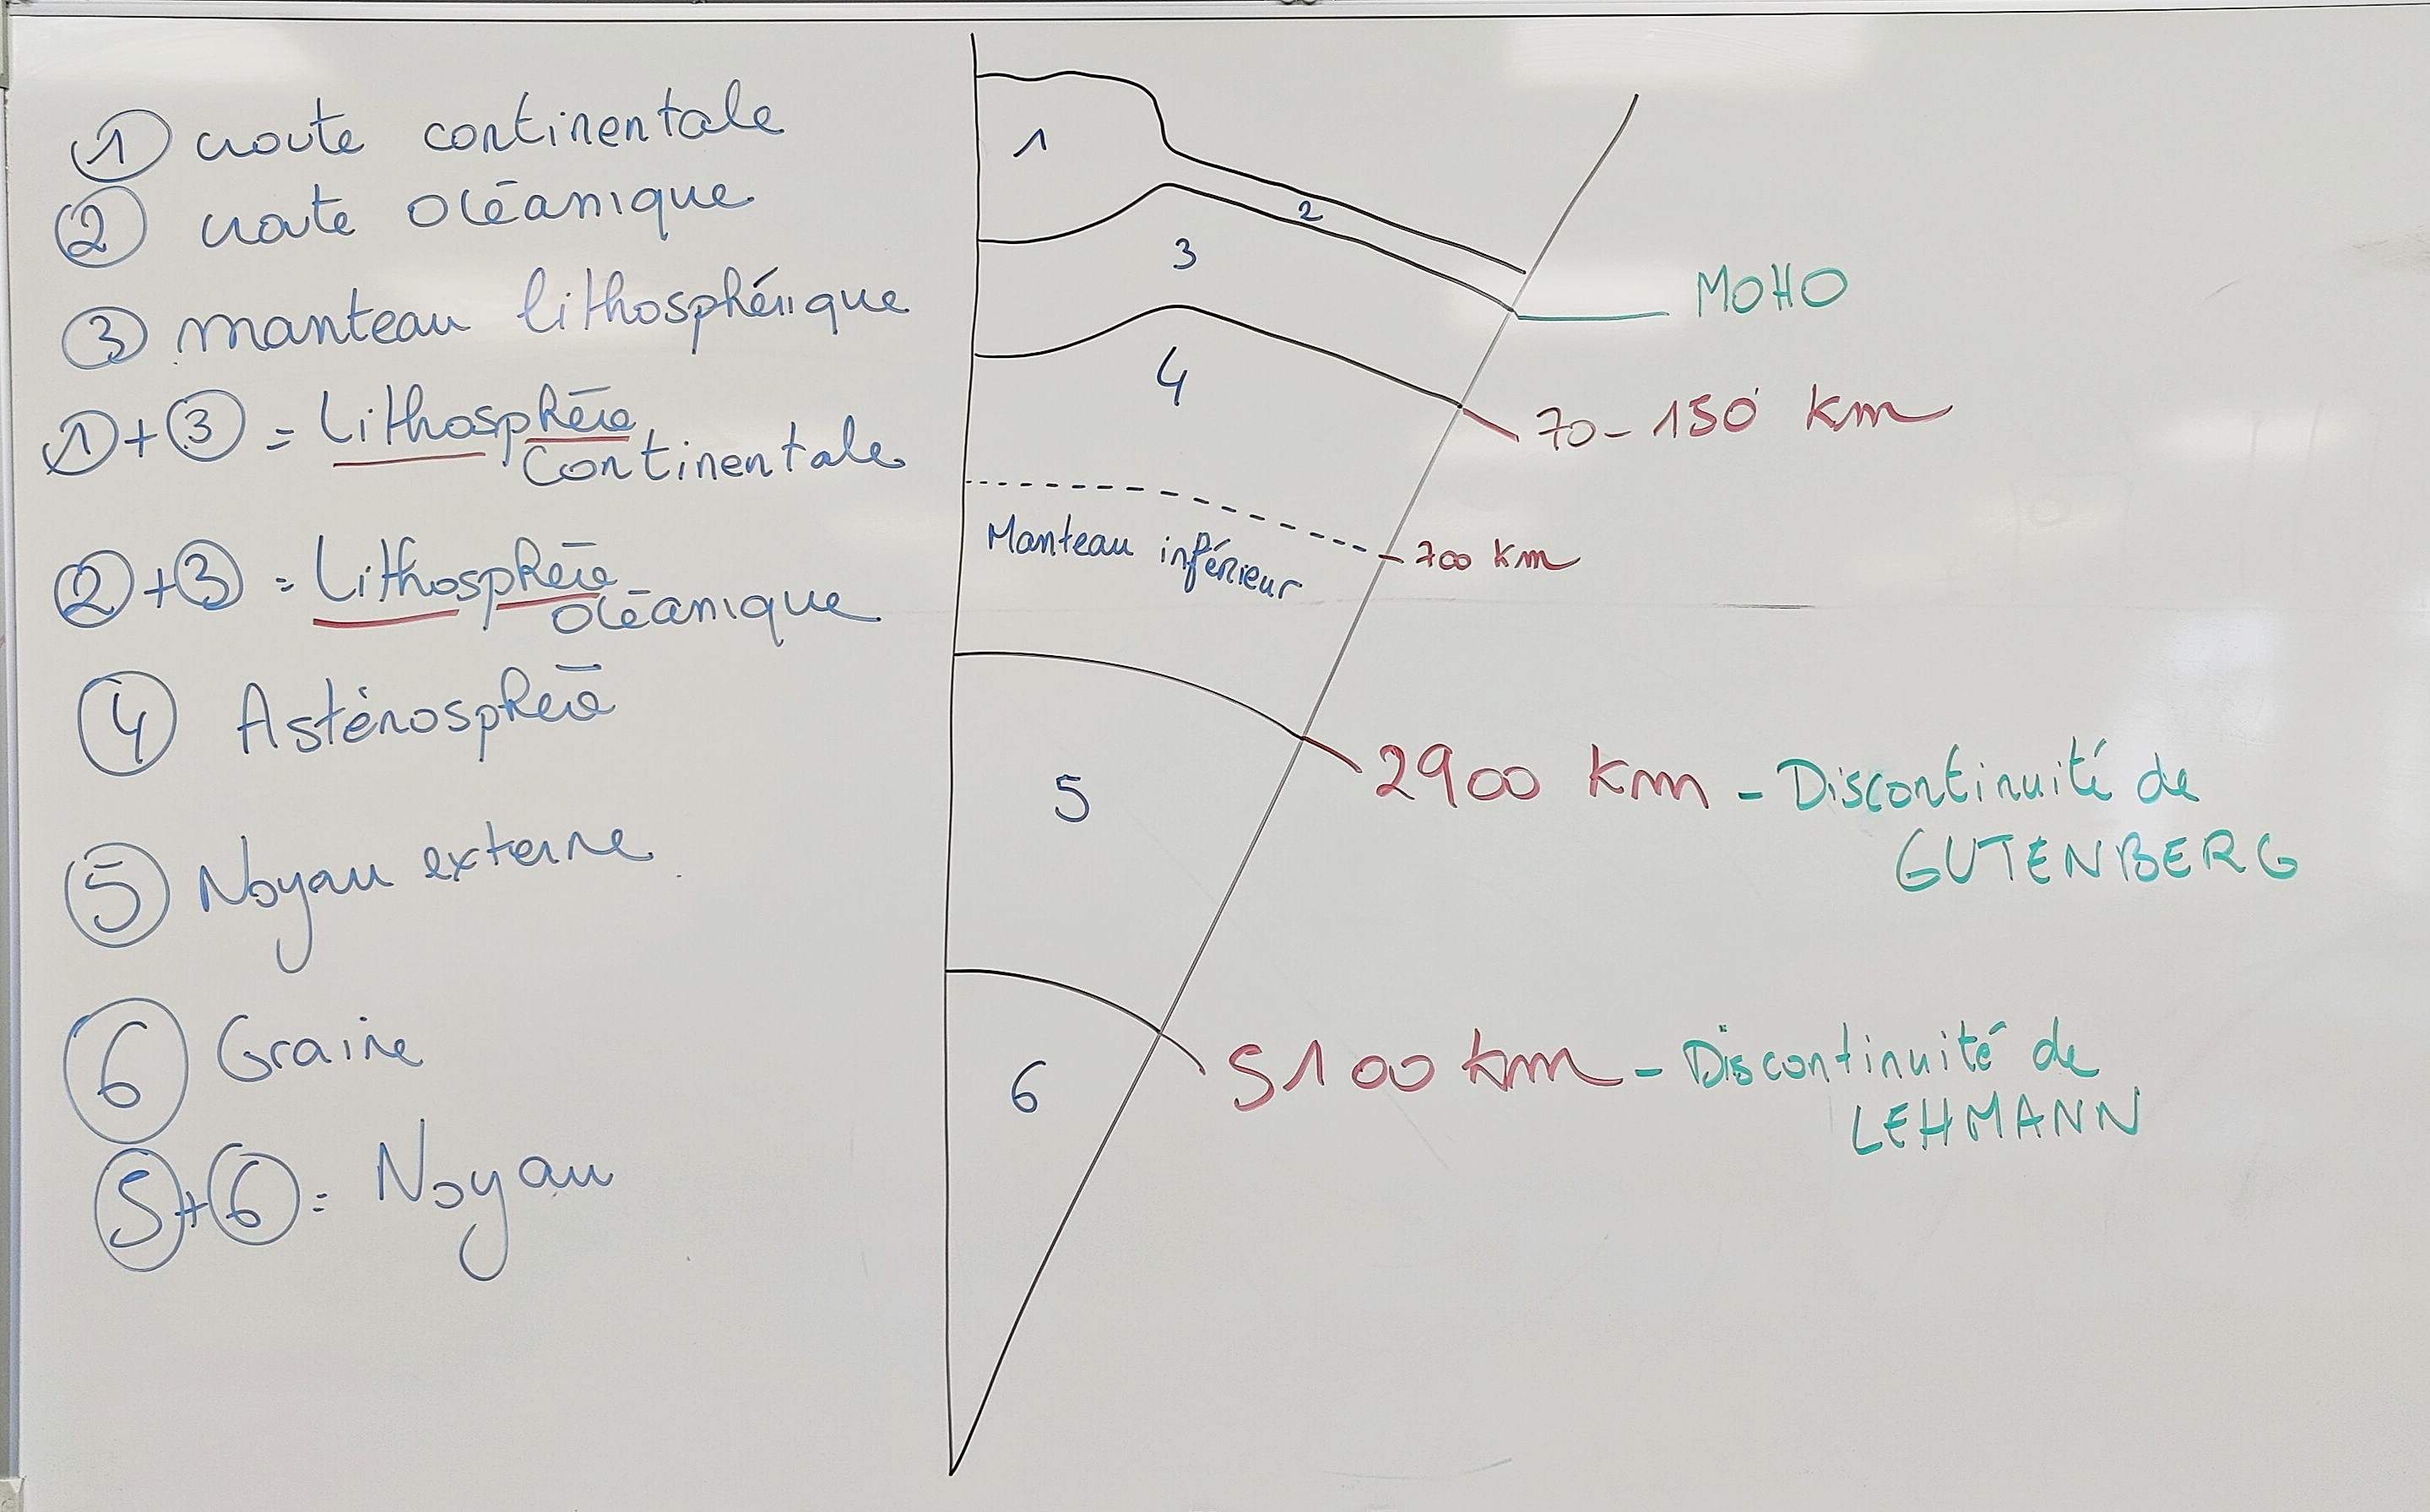 ① croute continentale
② croute océanique
③ manteau lithosphérique
① + ③ = Lithosphère
continentale
② + ③ = Lithosphère
océanique
④ Asténosphère
⑤ Noyau externe
⑥ Graine
⑤ + ⑥ = Noyau
1
2
3
MOHO
4
70 - 150 km
700 km
Manteau inférieur
5
2900 km - Discontinuité de
GUTENBERG
6
5100 km - Discontinuité de
LEHMANN